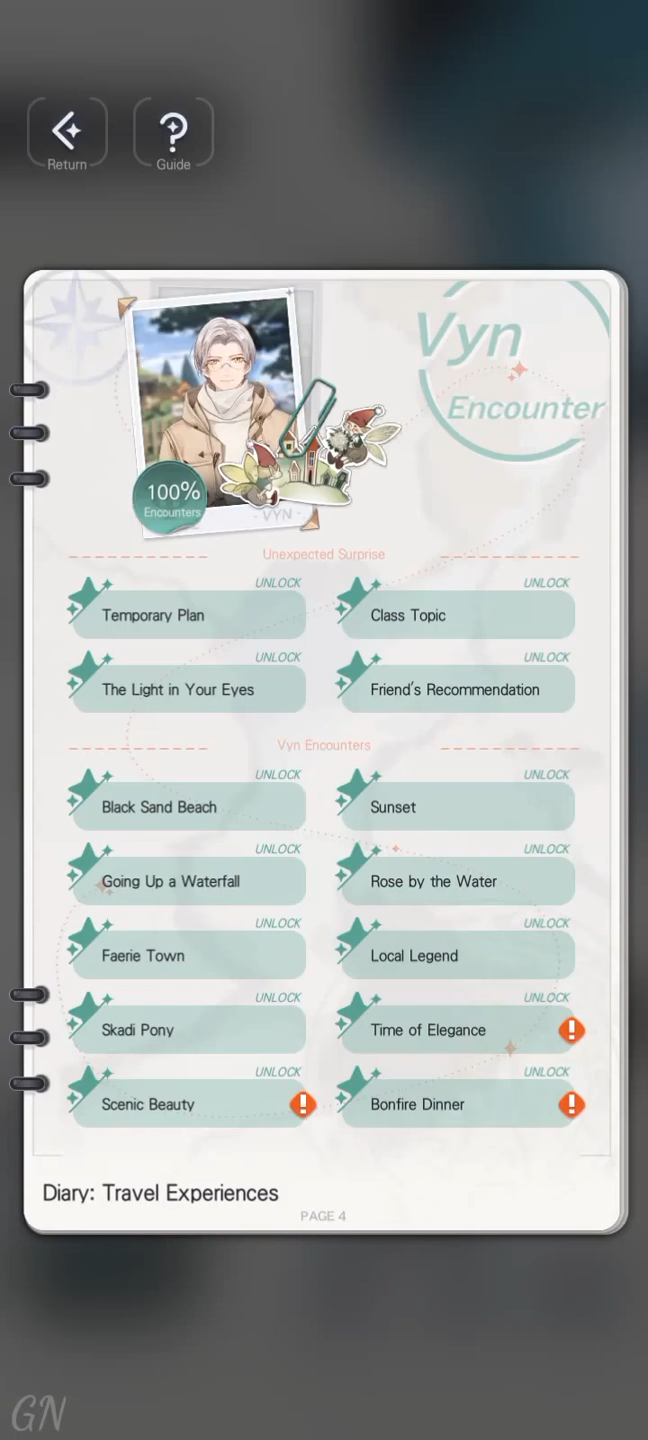 Return
Guide
Vyn
Encounter
100%
Encounters
- VYN -
Unexpected Surprise
UNLOCK
UNLOCK
Temporary Plan
Class Topic
UNLOCK
UNLOCK
The Light in Your Eyes
Friend's Recommendation
Vyn Encounters
UNLOCK
UNLOCK
Black Sand Beach
Sunset
UNLOCK
UNLOCK
Going Up a Waterfall
Rose by the Water
UNLOCK
UNLOCK
Faerie Town
Local Legend
UNLOCK
UNLOCK
Skadi Pony
Time of Elegance
UNLOCK
UNLOCK
Scenic Beauty
Bonfire Dinner
Diary: Travel Experiences
PAGE 4
GN